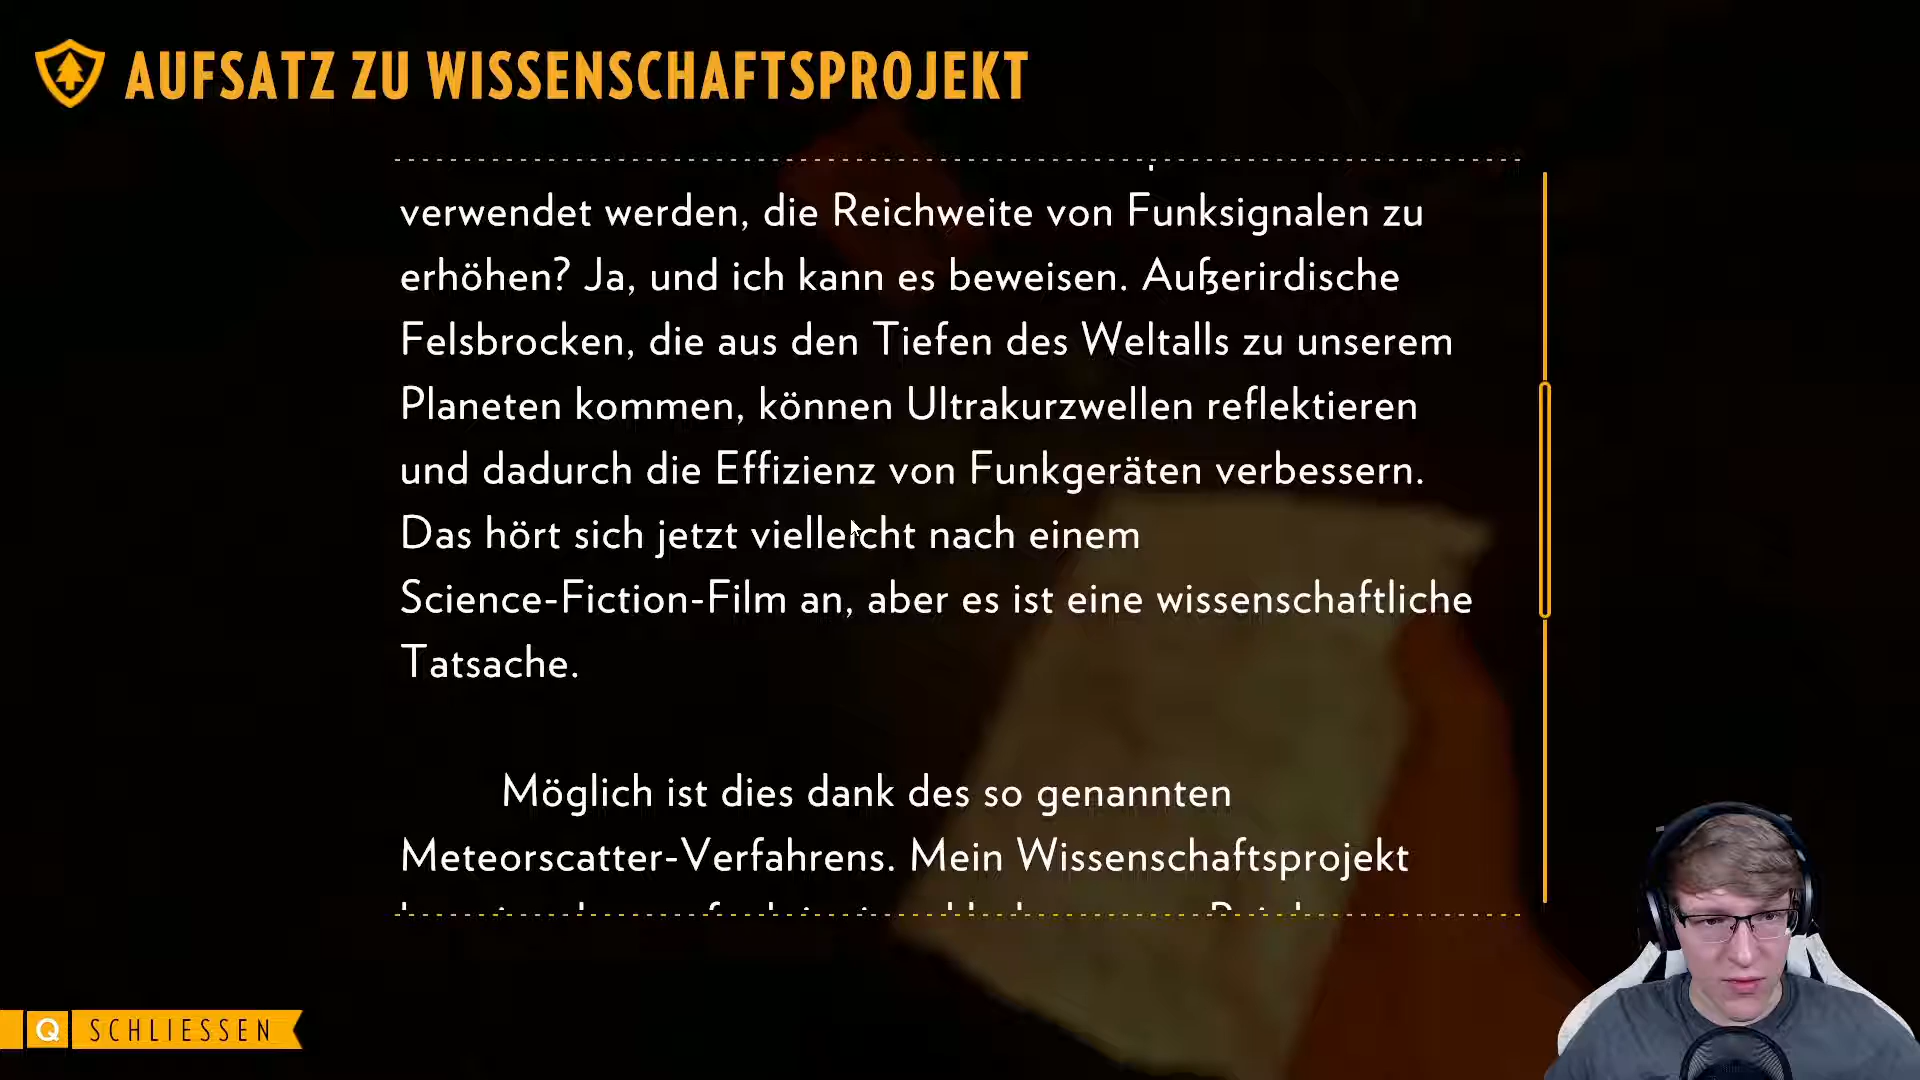 AUFSATZ ZU WISSENSCHAFTSPROJEKT
verwendet werden, die Reichweite von Funksignalen zu
erhöhen? Ja, und ich kann es beweisen. Außerirdische
Felsbrocken, die aus den Tiefen des Weltalls zu unserem
Planeten kommen, können Ultrakurzwellen reflektieren
und dadurch die Effizienz von Funkgeräten verbessern.
Das hört sich jetzt vielleicht nach einem
Science-Fiction-Film an, aber es ist eine wissenschaftliche
Tatsache.
Möglich ist dies dank des so genannten
Meteorscatter-Verfahrens. Mein Wissenschaftsprojekt
Q SCHLIESSEN